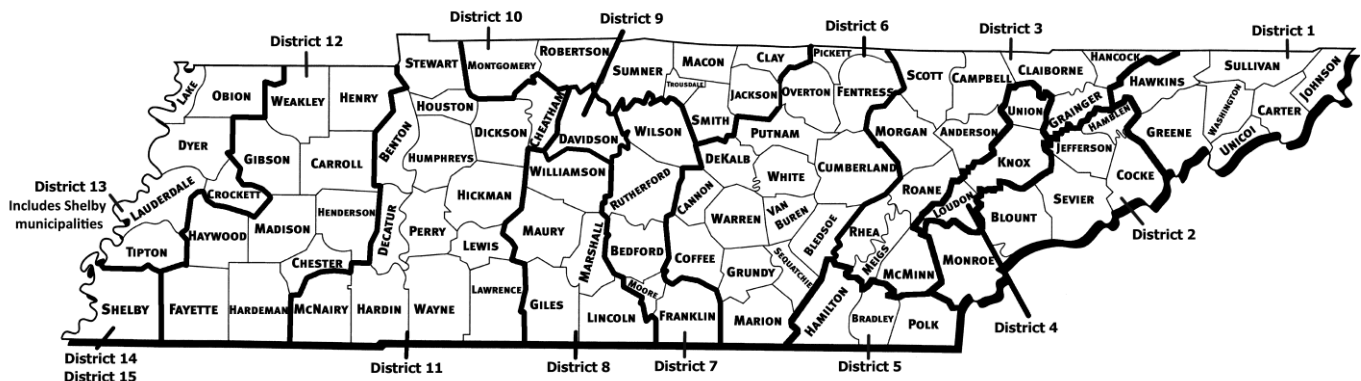 District 10
District 9
District 6
District 12
District 3
District 1
STEWART
MONTGOMERY
ROBERTSON
SUMNER
MACON
CLAY
PICKETT
SCOTT
CAMPBELL
CLAIBORNE
HANCOCK
HAWKINS
SULLIVAN
JOHNSON
LAKE
OBION
WEAKLEY
HENRY
HOUSTON
TROUSDALE
JACKSON
OVERTON
FENTRESS
UNION
GRAINGER
HAMBLEN
WASHINGTON
CARTER
UNICOI
GREENE
DYER
GIBSON
CARROLL
BENTON
HUMPHREYS
DICKSON
CHEATHAM
DAVIDSON
WILSON
SMITH
PUTNAM
MORGAN
ANDERSON
KNOX
JEFFERSON
COCKE
District 13
Includes Shelby
municipalities
LAUDERDALE
CROCKETT
HAYWOOD
MADISON
HENDERSON
DECATUR
PERRY
HICKMAN
WILLIAMSON
RUTHERFORD
CANNON
DEKALB
WHITE
CUMBERLAND
ROANE
LOUDON
BLOUNT
SEVIER
District 2
TIPTON
CHESTER
LEWIS
MAURY
MARSHALL
BEDFORD
COFFEE
WARREN
VAN
BUREN
BLEDSOE
RHEA
MEIGS
MCMINN
MONROE
SHELBY
FAYETTE
HARDEMAN
MCNAIRY
HARDIN
WAYNE
LAWRENCE
GILES
LINCOLN
MOORE
FRANKLIN
GRUNDY
SEQUATCHIE
MARION
HAMILTON
BRADLEY
POLK
District 4
District 14
District 15
District 11
District 8
District 7
District 5